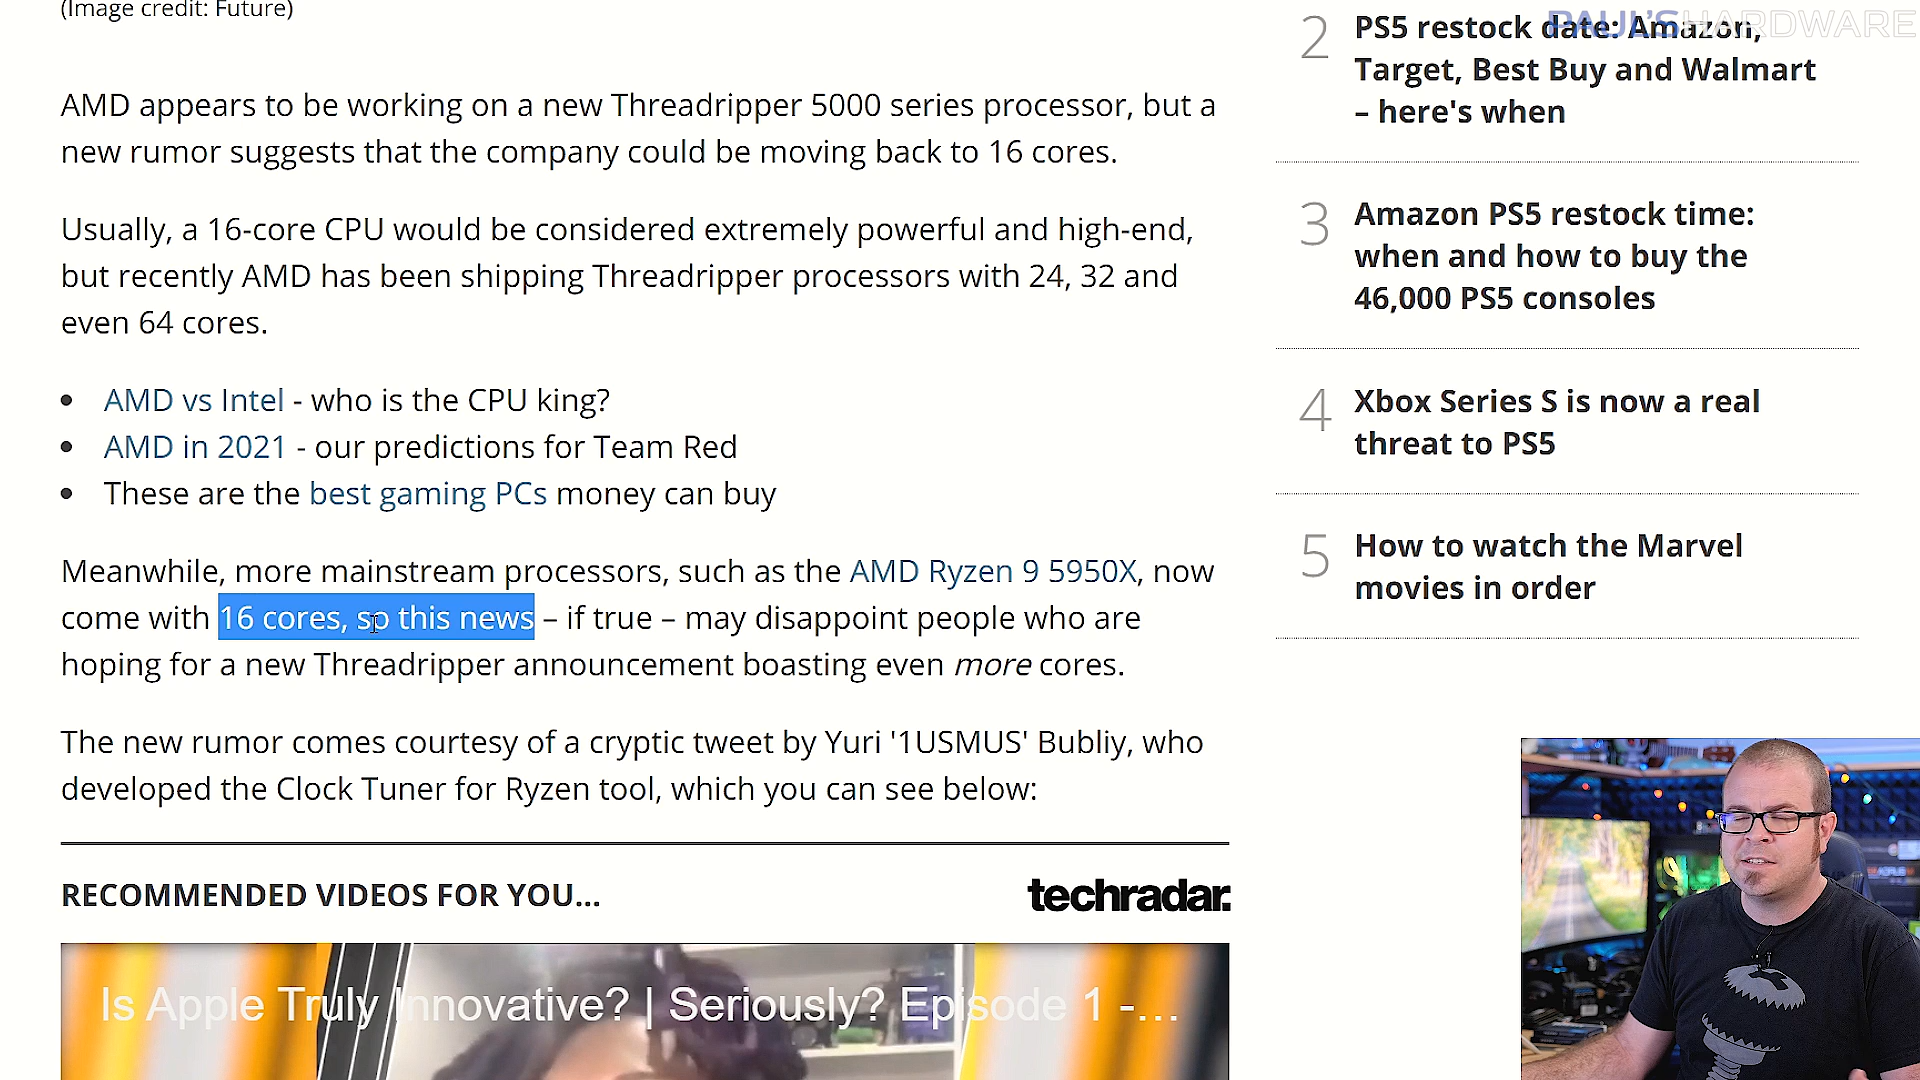 (Image credit: Future)
AMD appears to be working on a new Threadripper 5000 series processor, but a
new rumor suggests that the company could be moving back to 16 cores.
Usually, a 16-core CPU would be considered extremely powerful and high-end,
but recently AMD has been shipping Threadripper processors with 24, 32 and
even 64 cores.
• AMD vs Intel - who is the CPU king?
• AMD in 2021 - our predictions for Team Red
• These are the best gaming PCs money can buy
Meanwhile, more mainstream processors, such as the AMD Ryzen 9 5950X, now
come with 16 cores, so this news – if true – may disappoint people who are
hoping for a new Threadripper announcement boasting even more cores.
The new rumor comes courtesy of a cryptic tweet by Yuri '1USMUS' Bubliy, who
developed the Clock Tuner for Ryzen tool, which you can see below:
RECOMMENDED VIDEOS FOR YOU...
techradar.
Is Apple Truly Innovative? | Seriously? Episode 1 -...
PAUL'S HARDWARE
2 PS5 restock date: Amazon,
Target, Best Buy and Walmart
– here's when
3 Amazon PS5 restock time:
when and how to buy the
46,000 PS5 consoles
4 Xbox Series S is now a real
threat to PS5
5 How to watch the Marvel
movies in order